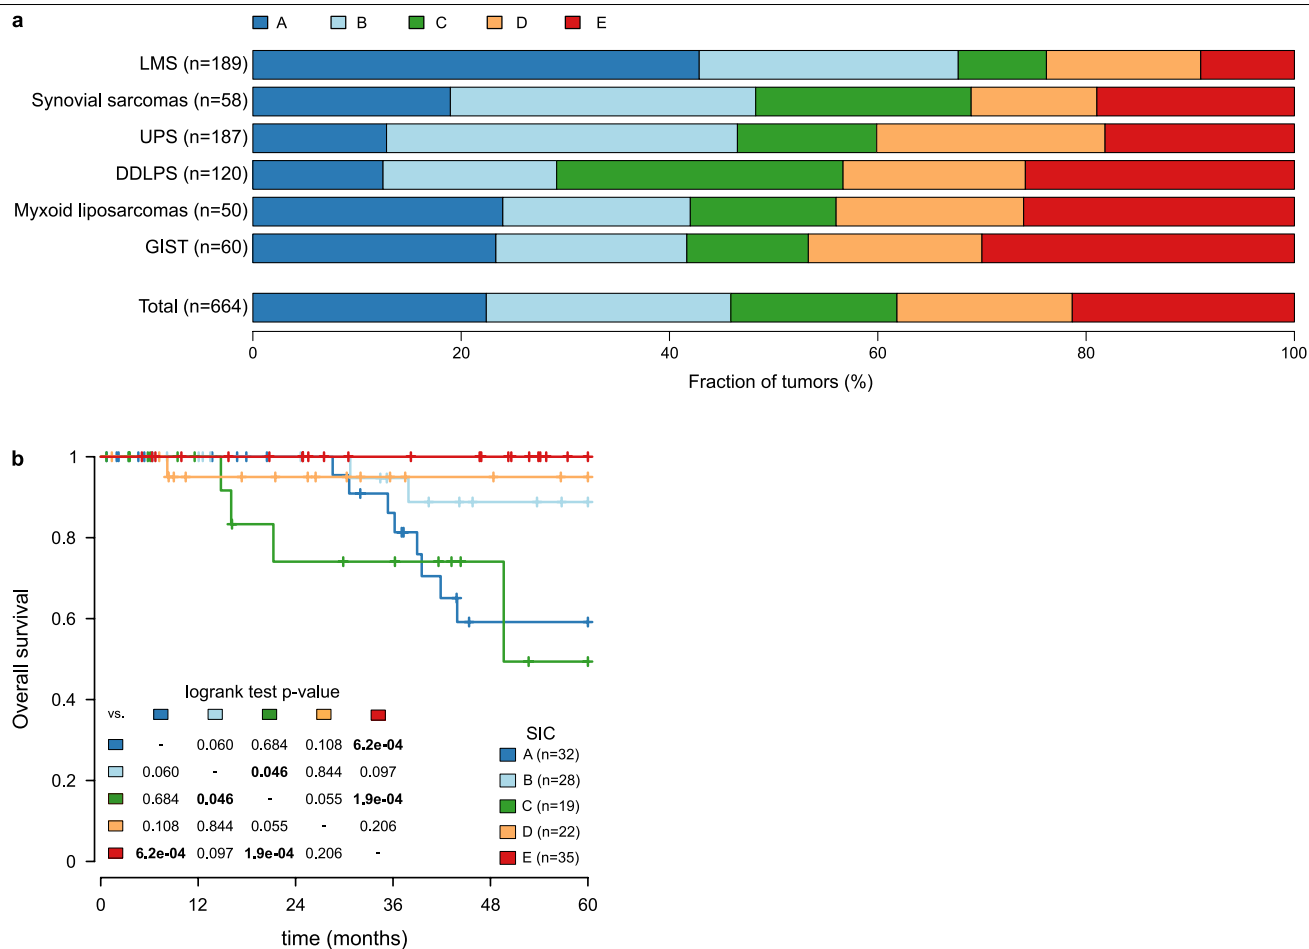 a
A B C D E
LMS (n=189)
Synovial sarcomas (n=58)
UPS (n=187)
DDLPS (n=120)
Myxoid liposarcomas (n=50)
GIST (n=60)
Total (n=664)
0 20 40 60 80 100
Fraction of tumors (%)
b
1
0.8
0.6
0.4
0.2
0
Overall survival
logrank test p-value
vs.
- 0.060 0.684 0.108 6.2e-04
0.060 - 0.046 0.844 0.097
0.684 0.046 - 0.055 1.9e-04
0.108 0.844 0.055 - 0.206
6.2e-04 0.097 1.9e-04 0.206 -
SIC
A (n=32)
B (n=28)
C (n=19)
D (n=22)
E (n=35)
0 12 24 36 48 60
time (months)